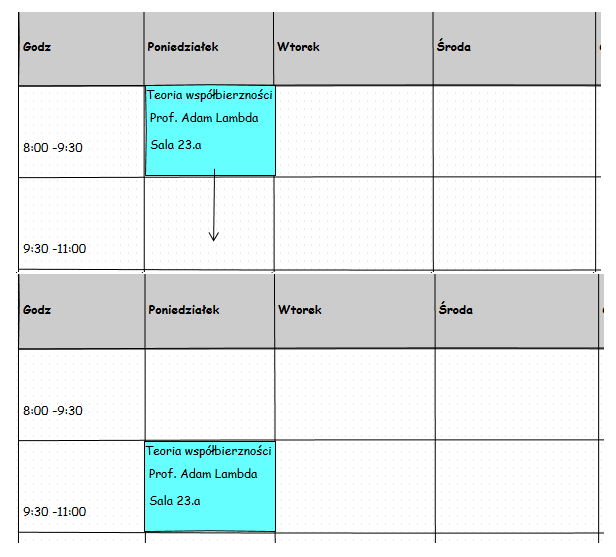 Godz Poniedziałek Wtorek Środa
Teoria współbierzności
Prof. Adam Lambda
Sala 23.a
8:00 -9:30
9:30 -11:00
Godz Poniedziałek Wtorek Środa
8:00 -9:30
Teoria współbierzności
Prof. Adam Lambda
Sala 23.a
9:30 -11:00